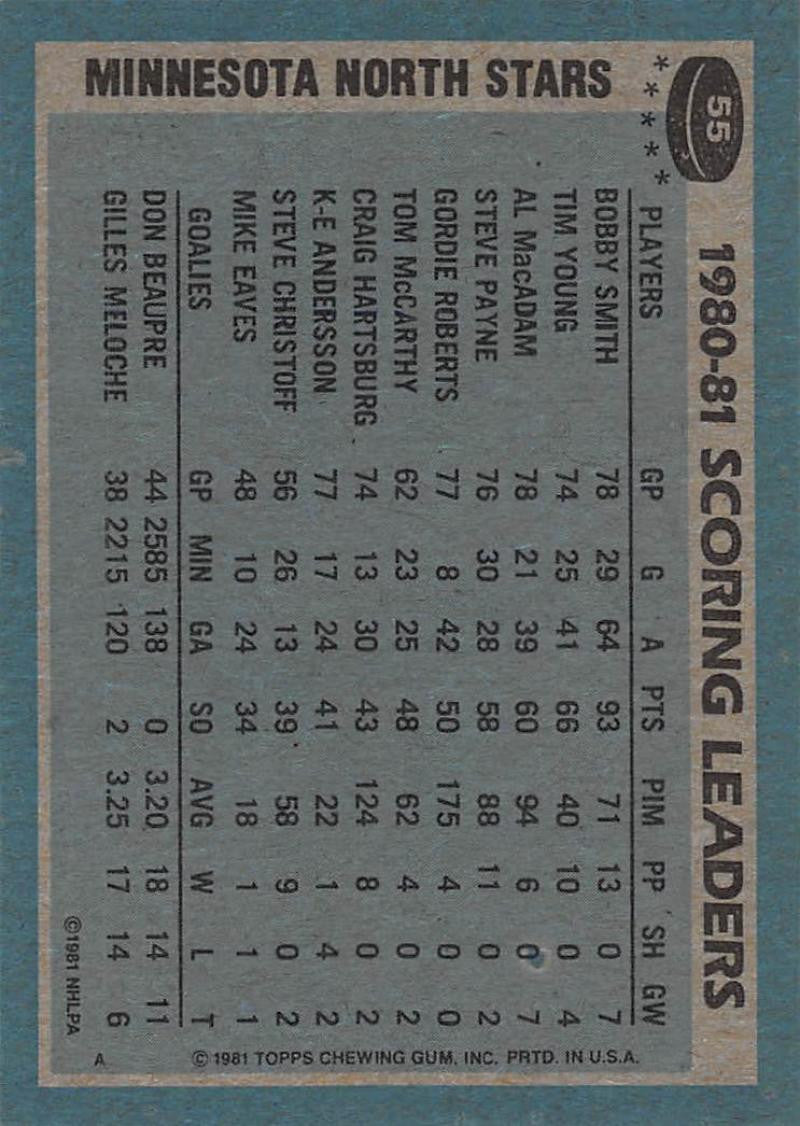 55
1980-81 SCORING LEADERS
MINNESOTA NORTH STARS
★ ★ ★ ★ ★
PLAYERS GP G A PTS PIM PP SH GW
BOBBY SMITH 78 29 64 93 71 13 0 7
TIM YOUNG 74 25 41 66 40 10 0 4
AL MacADAM 78 21 39 60 94 6 0 7
STEVE PAYNE 76 30 28 58 88 11 0 2
GORDIE ROBERTS 77 8 42 50 175 4 0 0
TOM McCARTHY 62 23 25 48 62 4 0 2
CRAIG HARTSBURG 74 13 30 43 124 8 0 2
K-E ANDERSSON 77 17 24 41 22 1 4 2
STEVE CHRISTOFF 56 26 13 39 58 9 0 2
MIKE EAVES 48 10 24 34 18 1 1 1
GOALIES GP MIN GA SO AVG W L T
DON BEAUPRE 44 2585 138 0 3.20 18 14 11
GILLES MELOCHE 38 2215 120 2 3.25 17 14 6
©1981 NHLPA
A
© 1981 TOPPS CHEWING GUM, INC. PRTD. IN U.S.A.